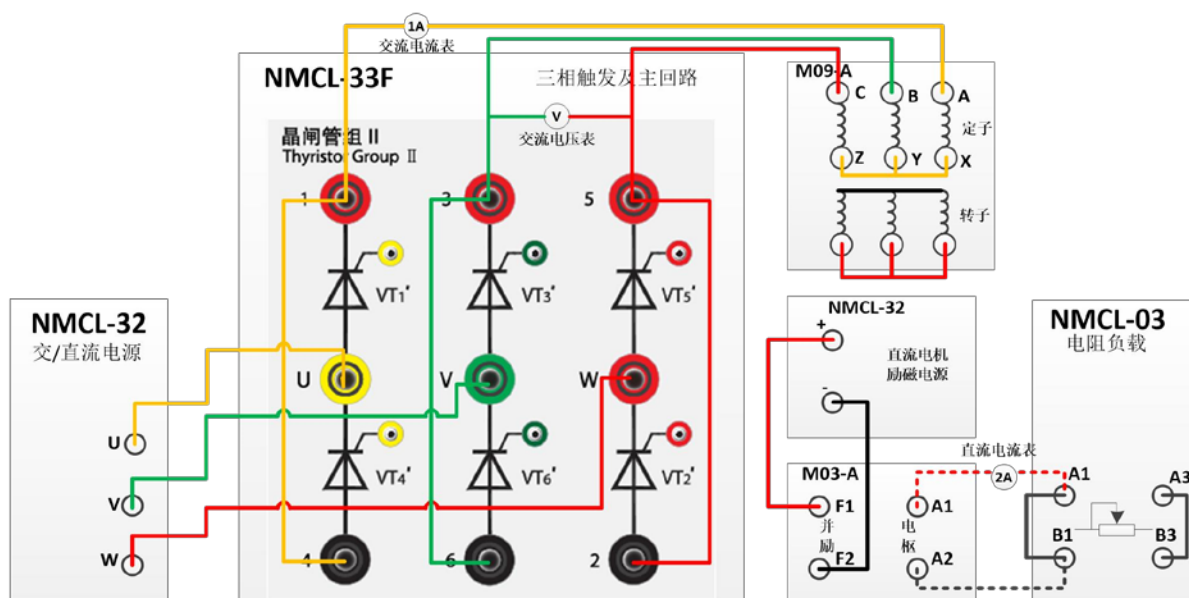 1A
交流电流表
NMCL-33F
三相触发及主回路
V
交流电压表
晶闸管组 II
Thyristor Group II
1
3
5
VT1'
VT3'
VT5'
U
V
W
VT4'
VT6'
VT2'
4
6
2
NMCL-32
交/直流电源
U
V
W
M09-A
C
B
A
定子
Z
Y
X
转子
NMCL-32
+
直流电机
励磁电源
-
直流电流表
2A
M03-A
F1
并
励
F2
A1
电
枢
A2
NMCL-03
电阻负载
A1
A3
B1
B3